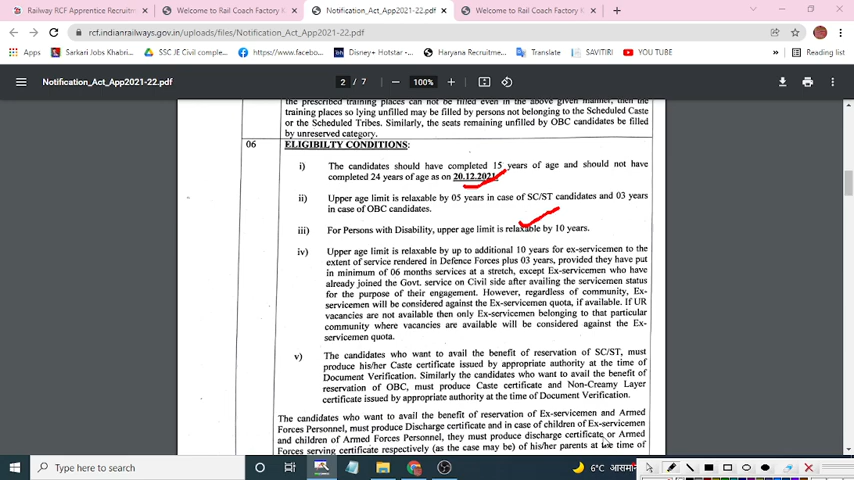 Railway RCF Apprentice Recruitm
Welcome to Rail Coach Factory K
Notification_Act_App2021-22.pdf
Welcome to Rail Coach Factory K
rcf.indianrailways.gov.in/uploads/files/Notification_Act_App2021-22.pdf
Apps
Sarkari Jobs Khabri...
SSC JE Civil comple...
https://www.facebo...
Disney+ Hotstar -...
Haryana Recruitme...
Translate
SAVITIRI
YOU TUBE
Reading list
Notification_Act_App2021-22.pdf
2 / 7
100%
the prescribed training places can not be filled even in the above given manner, then the
training places so lying unfilled may be filled by persons not belonging to the Scheduled Caste
or the Scheduled Tribes. Similarly, the seats remaining unfilled by OBC candidates be filled
by unreserved category.
06 ELIGIBILTY CONDITIONS:
i) The candidates should have completed 15 years of age and should not have
completed 24 years of age as on 20.12.2021.
ii) Upper age limit is relaxable by 05 years in case of SC/ST candidates and 03 years
in case of OBC candidates.
iii) For Persons with Disability, upper age limit is relaxable by 10 years.
iv) Upper age limit is relaxable by up to additional 10 years for ex-servicemen to the
extent of service rendered in Defence Forces plus 03 years, provided they have put
in minimum of 06 months services at a stretch, except Ex-servicemen who have
already joined the Govt. service on Civil side after availing the servicemen status
for the purpose of their engagement. However, regardless of community, Ex-
servicemen will be considered against the Ex-servicemen quota, if available. If UR
vacancies are not available then only Ex-servicemen belonging to that particular
community where vacancies are available will be considered against the Ex-
servicemen quota.
v) The candidates who want to avail the benefit of reservation of SC/ST, must
produce his/her Caste certificate issued by appropriate authority at the time of
Document Verification. Similarly the candidates who want to avail the benefit of
reservation of OBC, must produce Caste certificate and Non-Creamy Layer
certificate issued by appropriate authority at the time of Document Verification.
The candidates who want to avail the benefit of reservation of Ex-servicemen and Armed
Forces Personnel, must produce Discharge certificate and in case of children of Ex-servicemen
and children of Armed Forces Personnel, they must produce discharge certificate or Armed
Forces serving certificate respectively (as the case may be) of his/her parents at the time of
Type here to search
6°C